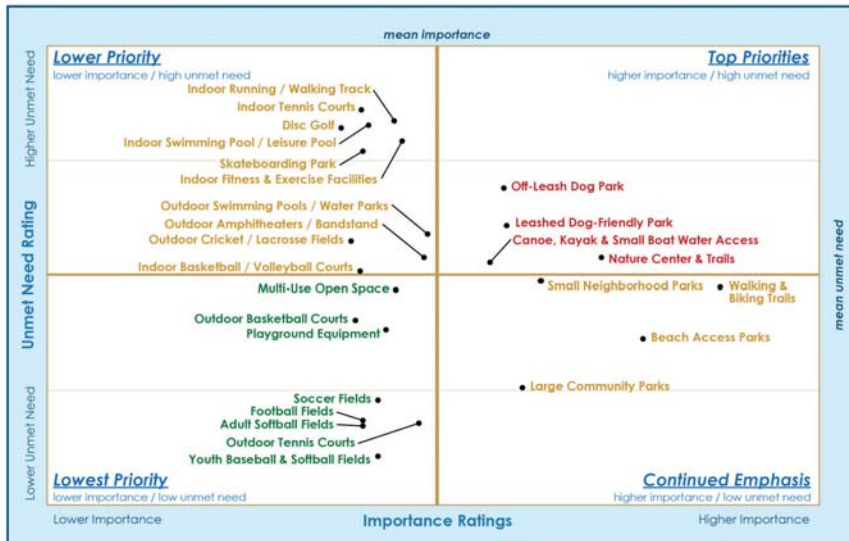 mean importance
Lower Priority
lower importance / high unmet need
Top Priorities
higher importance / high unmet need
Higher Unmet Need
Unmet Need Rating
Lower Unmet Need
mean unmet need
Indoor Running / Walking Track
Indoor Tennis Courts
Disc Golf
Indoor Swimming Pool / Leisure Pool
Skateboarding Park
Indoor Fitness & Exercise Facilities
Outdoor Swimming Pools / Water Parks
Outdoor Amphitheaters / Bandstand
Outdoor Cricket / Lacrosse Fields
Indoor Basketball / Volleyball Courts
Off-Leash Dog Park
Leashed Dog-Friendly Park
Canoe, Kayak & Small Boat Water Access
Nature Center & Trails
Multi-Use Open Space
Outdoor Basketball Courts
Playground Equipment
Soccer Fields
Football Fields
Adult Softball Fields
Outdoor Tennis Courts
Youth Baseball & Softball Fields
Small Neighborhood Parks
Walking &
Biking Trails
Beach Access Parks
Large Community Parks
Lowest Priority
lower importance / low unmet need
Continued Emphasis
higher importance / low unmet need
Lower Importance
Importance Ratings
Higher Importance